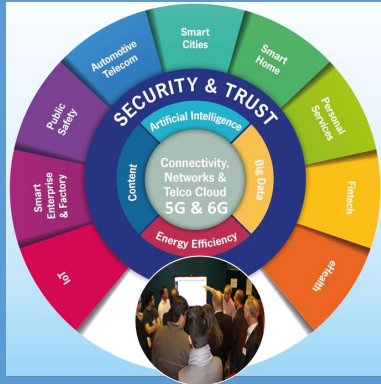 Smart
Cities
Automotive
Telecom
Smart
Home
Public
Safety
Personal
Services
Smart
Enterprise
& Factory
Fintech
IoT
eHealth
SECURITY & TRUST
Artificial Intelligence
Content
Big Data
Energy Efficiency
Connectivity,
Networks &
Telco Cloud
5G & 6G